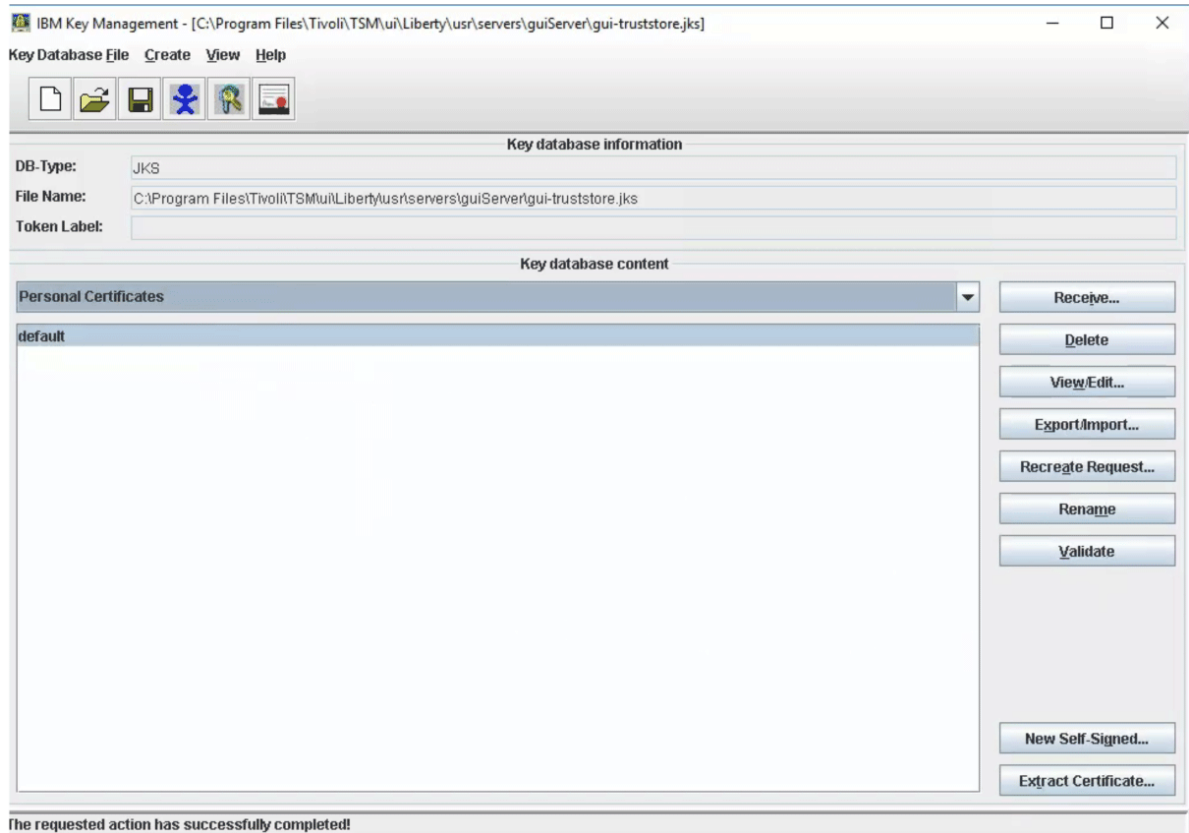 IBM Key Management - [C:\Program Files\Tivoli\TSM\ui\Liberty\usr\servers\guiServer\gui-truststore.jks]
Key Database File Create View Help
Key database information
DB-Type: JKS
File Name: C:\Program Files\Tivoli\TSM\ui\Liberty\usr\servers\guiServer\gui-truststore.jks
Token Label:
Key database content
Personal Certificates
Receive...
default
Delete
View/Edit...
Export/Import...
Recreate Request...
Rename
Validate
New Self-Signed...
Extract Certificate...
The requested action has successfully completed!